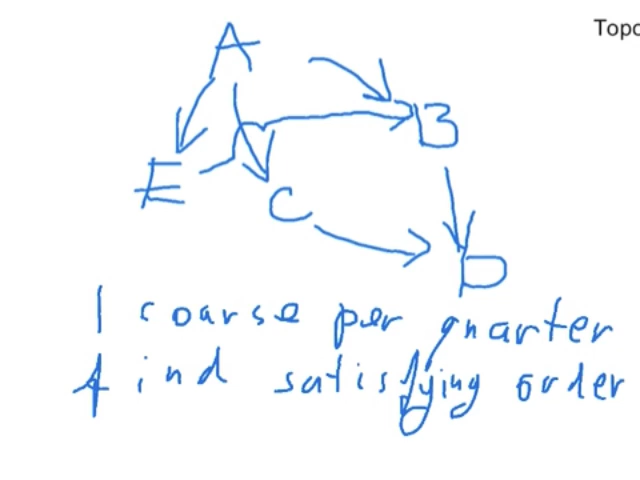 Topo
A
B
E
C
D
1 coarse per quarter
find satisfying order